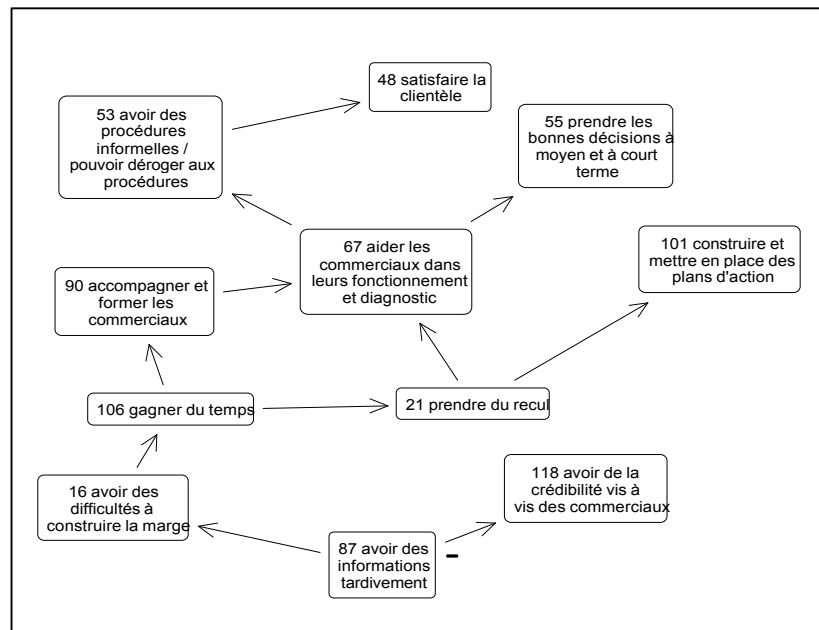 48 satisfaire la
clientèle
53 avoir des
procédures
informelles /
pouvoir déroger aux
procédures
55 prendre les
bonnes décisions à
moyen et à court
terme
67 aider les
commerciaux dans
leurs fonctionnement
et diagnostic
101 construire et
mettre en place des
plans d'action
90 accompagner et
former les
commerciaux
106 gagner du temps
21 prendre du recul
16 avoir des
difficultés à
construire la marge
118 avoir de la
crédibilité vis à
vis des commerciaux
87 avoir des
informations
tardivement
-